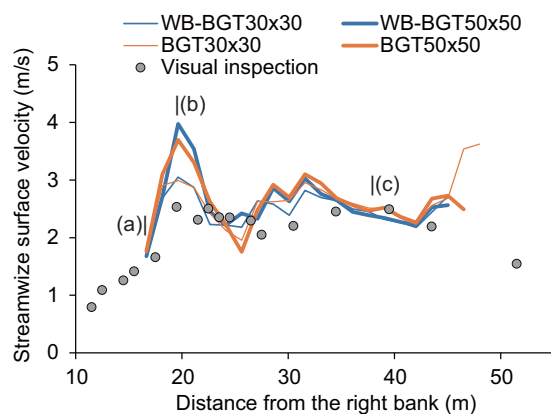 WB-BGT30x30
WB-BGT50x50
BGT30x30
BGT50x50
Visual inspection
Streamwize surface velocity (m/s)
5
4
3
2
1
0
(a)|
|(b)
|(c)
10
20
30
40
50
Distance from the right bank (m)